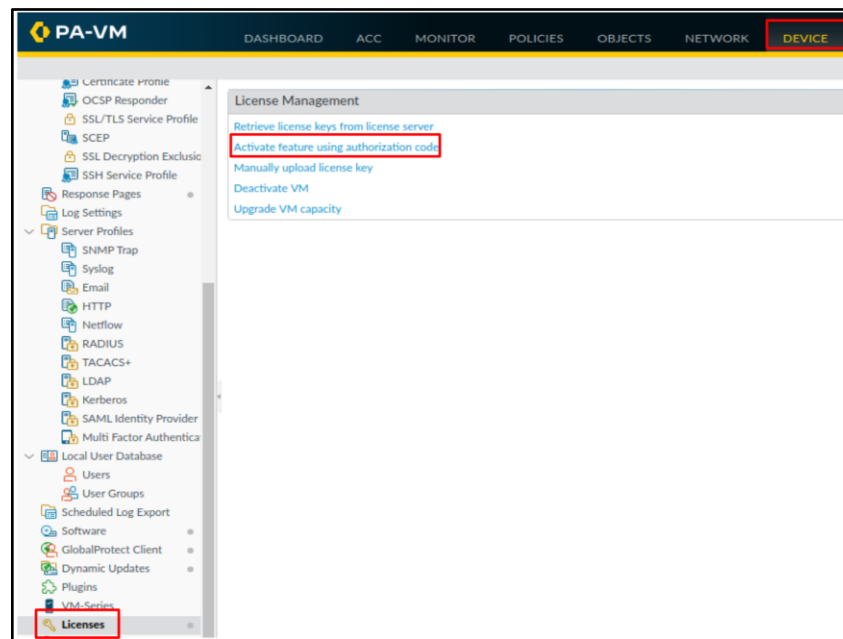 PA-VM
DASHBOARD ACC MONITOR POLICIES OBJECTS NETWORK DEVICE
Certificate Profile
OCSP Responder
SSL/TLS Service Profile
SCEP
SSL Decryption Exclusio
SSH Service Profile
Response Pages
Log Settings
Server Profiles
SNMP Trap
Syslog
Email
HTTP
Netflow
RADIUS
TACACS+
LDAP
Kerberos
SAML Identity Provider
Multi Factor Authentica
Local User Database
Users
User Groups
Scheduled Log Export
Software
GlobalProtect Client
Dynamic Updates
Plugins
VM-Series
Licenses
License Management
Retrieve license keys from license server
Activate feature using authorization code
Manually upload license key
Deactivate VM
Upgrade VM capacity